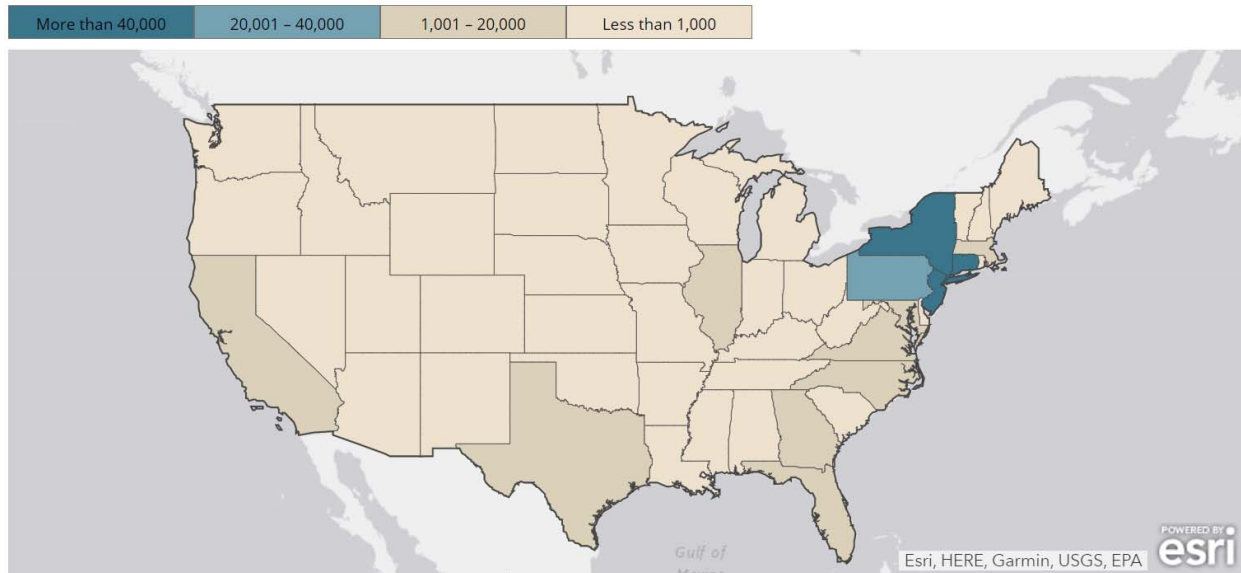 More than 40,000
20,001 – 40,000
1,001 – 20,000
Less than 1,000
Gulf of
POWERED BY
esri
Esri, HERE, Garmin, USGS, EPA